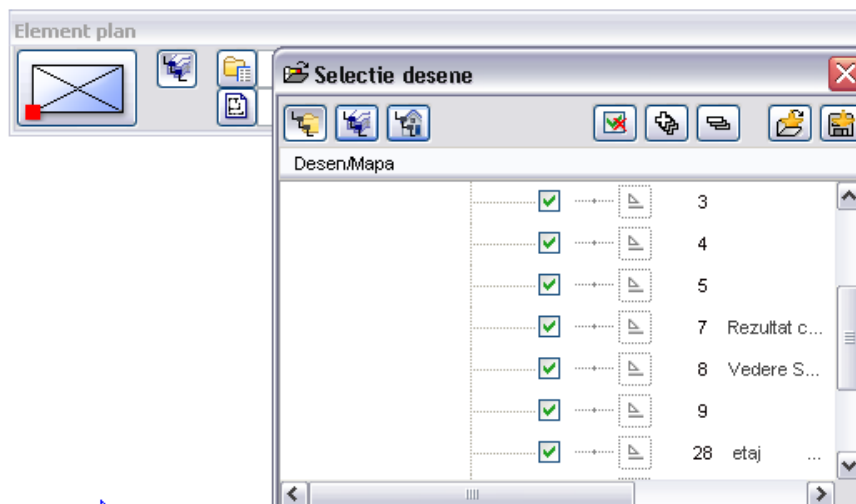 Element plan
Selectie desene
Desen/Mapa
3
4
5
7 Rezultat c...
8 Vedere S...
9
28 etaj ...